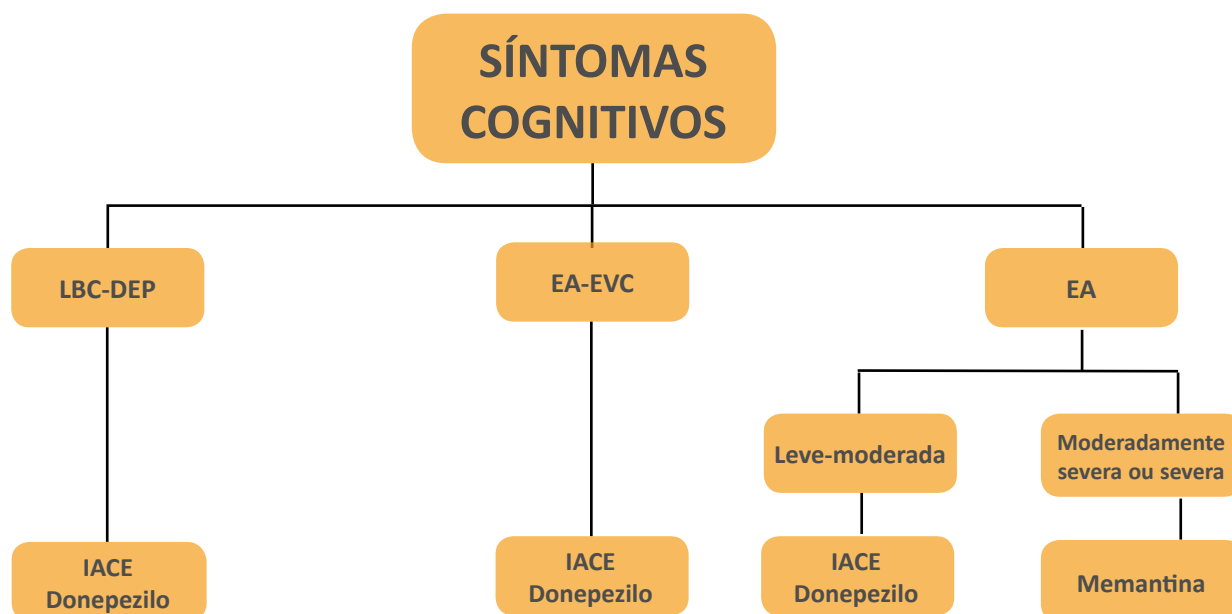 SÍNTOMAS
COGNITIVOS
LBC-DEP
EA-EVC
EA
Leve-moderada
Moderadamente
severa ou severa
IACE
Donepezilo
IACE
Donepezilo
IACE
Donepezilo
Memantina